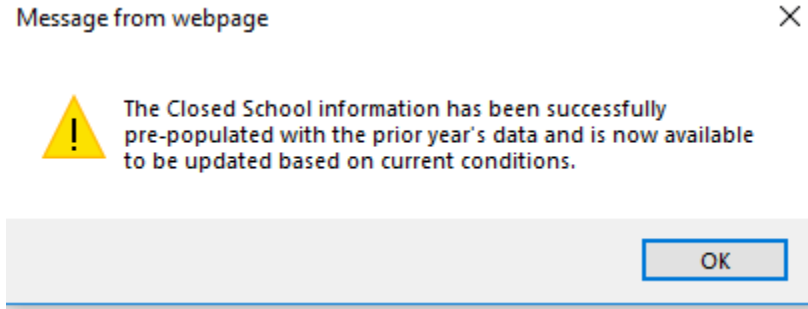 Message from webpage
The Closed School information has been successfully
pre-populated with the prior year's data and is now available
to be updated based on current conditions.
OK